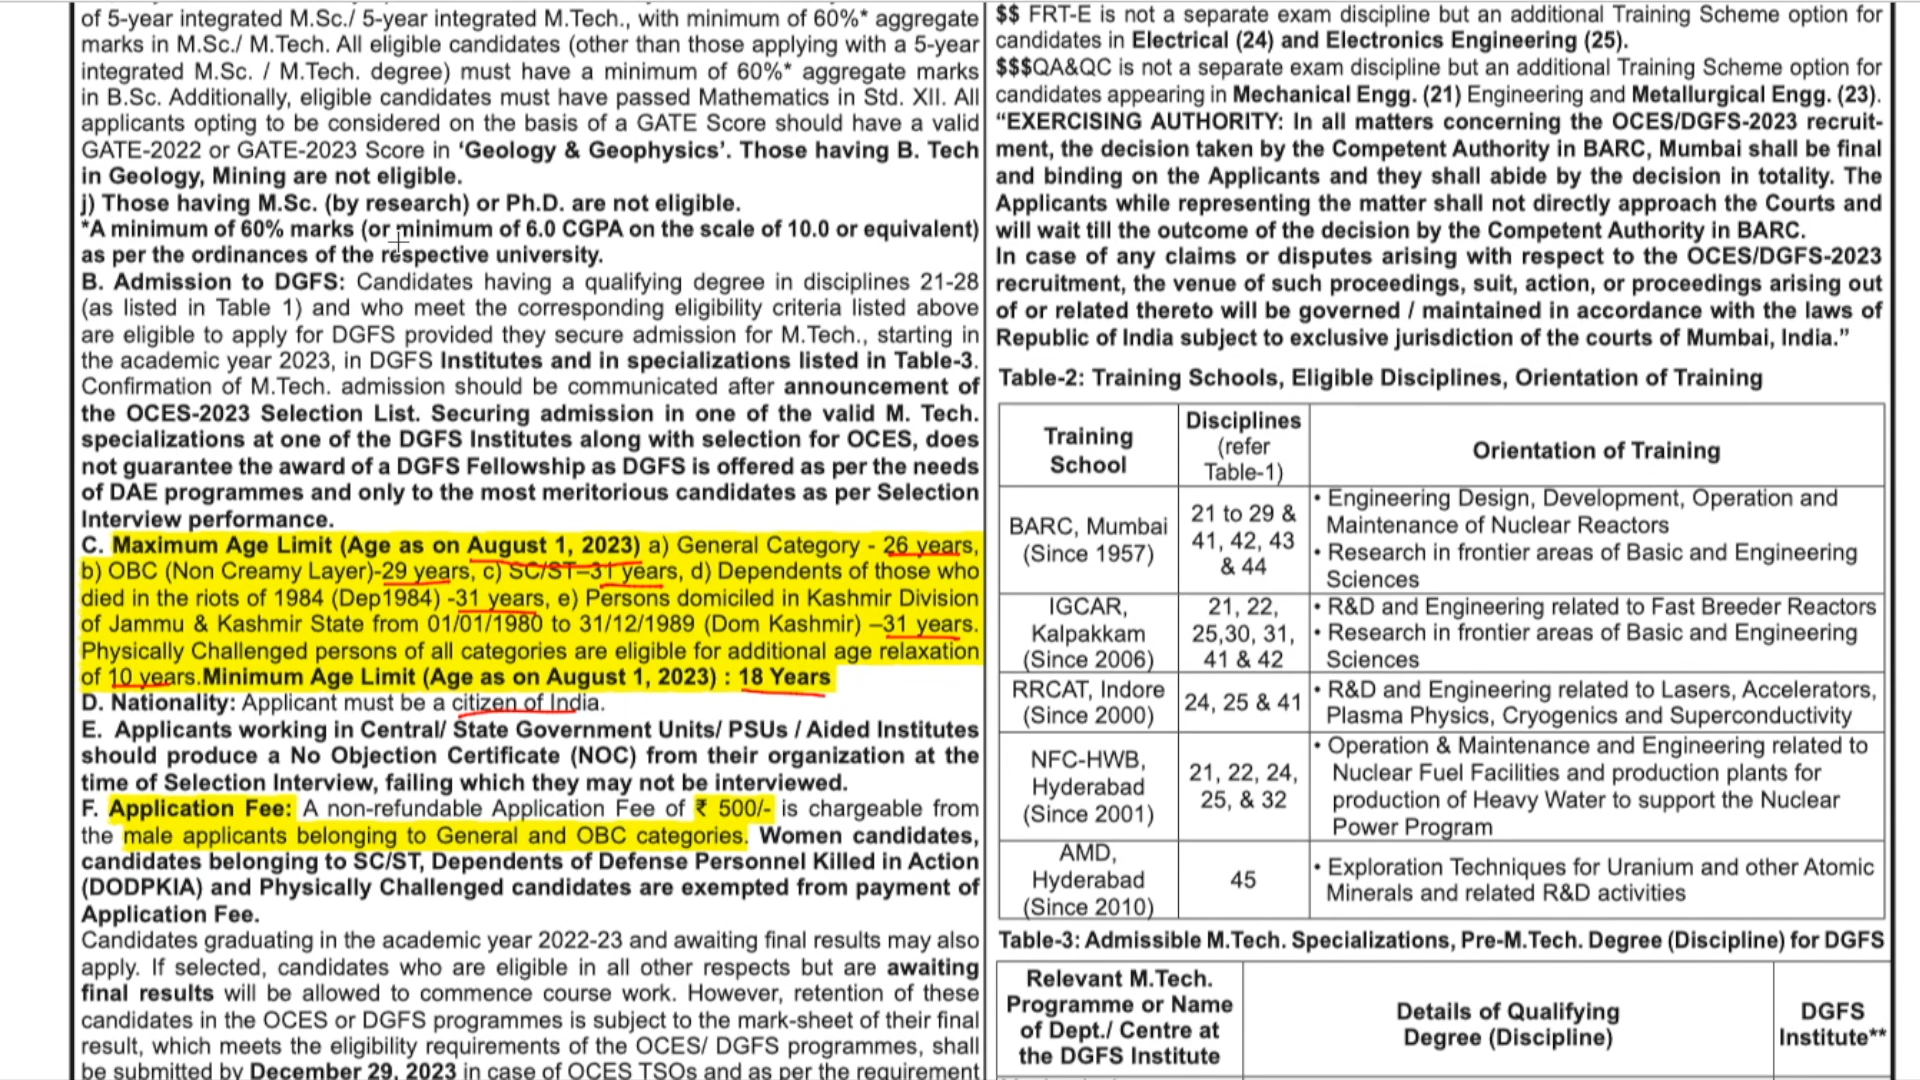 of 5-year integrated M.Sc./ 5-year integrated M.Tech., with minimum of 60%* aggregate
marks in M.Sc./ M.Tech. All eligible candidates (other than those applying with a 5-year
integrated M.Sc. / M.Tech. degree) must have a minimum of 60%* aggregate marks
in B.Sc. Additionally, eligible candidates must have passed Mathematics in Std. XII. All
applicants opting to be considered on the basis of a GATE Score should have a valid
GATE-2022 or GATE-2023 Score in ‘Geology & Geophysics’. Those having B. Tech
in Geology, Mining are not eligible.
j) Those having M.Sc. (by research) or Ph.D. are not eligible.
*A minimum of 60% marks (or minimum of 6.0 CGPA on the scale of 10.0 or equivalent)
as per the ordinances of the respective university.
B. Admission to DGFS: Candidates having a qualifying degree in disciplines 21-28
(as listed in Table 1) and who meet the corresponding eligibility criteria listed above
are eligible to apply for DGFS provided they secure admission for M.Tech., starting in
the academic year 2023, in DGFS Institutes and in specializations listed in Table-3.
Confirmation of M.Tech. admission should be communicated after announcement of
the OCES-2023 Selection List. Securing admission in one of the valid M. Tech.
specializations at one of the DGFS Institutes along with selection for OCES, does
not guarantee the award of a DGFS Fellowship as DGFS is offered as per the needs
of DAE programmes and only to the most meritorious candidates as per Selection
Interview performance.
C. Maximum Age Limit (Age as on August 1, 2023) a) General Category - 26 years,
b) OBC (Non Creamy Layer)-29 years, c) SC/ST–31 years, d) Dependents of those who
died in the riots of 1984 (Dep1984) -31 years, e) Persons domiciled in Kashmir Division
of Jammu & Kashmir State from 01/01/1980 to 31/12/1989 (Dom Kashmir) –31 years.
Physically Challenged persons of all categories are eligible for additional age relaxation
of 10 years.Minimum Age Limit (Age as on August 1, 2023) : 18 Years
D. Nationality: Applicant must be a citizen of India.
E. Applicants working in Central/ State Government Units/ PSUs / Aided Institutes
should produce a No Objection Certificate (NOC) from their organization at the
time of Selection Interview, failing which they may not be interviewed.
F. Application Fee: A non-refundable Application Fee of ₹ 500/- is chargeable from
the male applicants belonging to General and OBC categories. Women candidates,
candidates belonging to SC/ST, Dependents of Defense Personnel Killed in Action
(DODPKIA) and Physically Challenged candidates are exempted from payment of
Application Fee.
Candidates graduating in the academic year 2022-23 and awaiting final results may also
apply. If selected, candidates who are eligible in all other respects but are awaiting
final results will be allowed to commence course work. However, retention of these
candidates in the OCES or DGFS programmes is subject to the mark-sheet of their final
result, which meets the eligibility requirements of the OCES/ DGFS programmes, shall
be submitted by December 29, 2023 in case of OCES TSOs and as per the requirement
$$ FRT-E is not a separate exam discipline but an additional Training Scheme option for
candidates in Electrical (24) and Electronics Engineering (25).
$$$QA&QC is not a separate exam discipline but an additional Training Scheme option for
candidates appearing in Mechanical Engg. (21) Engineering and Metallurgical Engg. (23).
“EXERCISING AUTHORITY: In all matters concerning the OCES/DGFS-2023 recruit-
ment, the decision taken by the Competent Authority in BARC, Mumbai shall be final
and binding on the Applicants and they shall abide by the decision in totality. The
Applicants while representing the matter shall not directly approach the Courts and
will wait till the outcome of the decision by the Competent Authority in BARC.
In case of any claims or disputes arising with respect to the OCES/DGFS-2023
recruitment, the venue of such proceedings, suit, action, or proceedings arising out
of or related thereto will be governed / maintained in accordance with the laws of
Republic of India subject to exclusive jurisdiction of the courts of Mumbai, India.”
Table-2: Training Schools, Eligible Disciplines, Orientation of Training
Training
School
Disciplines
(refer
Table-1)
Orientation of Training
BARC, Mumbai
(Since 1957)
21 to 29 &
41, 42, 43
& 44
• Engineering Design, Development, Operation and
Maintenance of Nuclear Reactors
• Research in frontier areas of Basic and Engineering
Sciences
IGCAR,
Kalpakkam
(Since 2006)
21, 22,
25,30, 31,
41 & 42
• R&D and Engineering related to Fast Breeder Reactors
• Research in frontier areas of Basic and Engineering
Sciences
RRCAT, Indore
(Since 2000)
24, 25 & 41
• R&D and Engineering related to Lasers, Accelerators,
Plasma Physics, Cryogenics and Superconductivity
NFC-HWB,
Hyderabad
(Since 2001)
21, 22, 24,
25, & 32
• Operation & Maintenance and Engineering related to
Nuclear Fuel Facilities and production plants for
production of Heavy Water to support the Nuclear
Power Program
AMD,
Hyderabad
(Since 2010)
45
• Exploration Techniques for Uranium and other Atomic
Minerals and related R&D activities
Table-3: Admissible M.Tech. Specializations, Pre-M.Tech. Degree (Discipline) for DGFS
Relevant M.Tech.
Programme or Name
of Dept./ Centre at
the DGFS Institute
Details of Qualifying
Degree (Discipline)
DGFS
Institute**